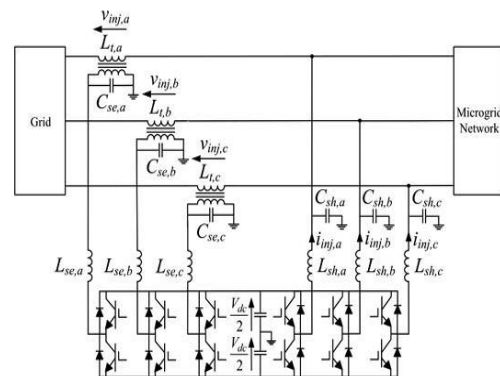 v_inj,a
L_t,a
v_inj,b
L_t,b
C_se,a
Grid
v_inj,c
C_se,b
L_t,c
Microgrid
Network
C_se,c
C_sh,a
C_sh,b
C_sh,c
i_inj,a
i_inj,b
i_inj,c
L_se,a
L_se,b
L_se,c
L_sh,a
L_sh,b
L_sh,c
V_dc
2
V_dc
2